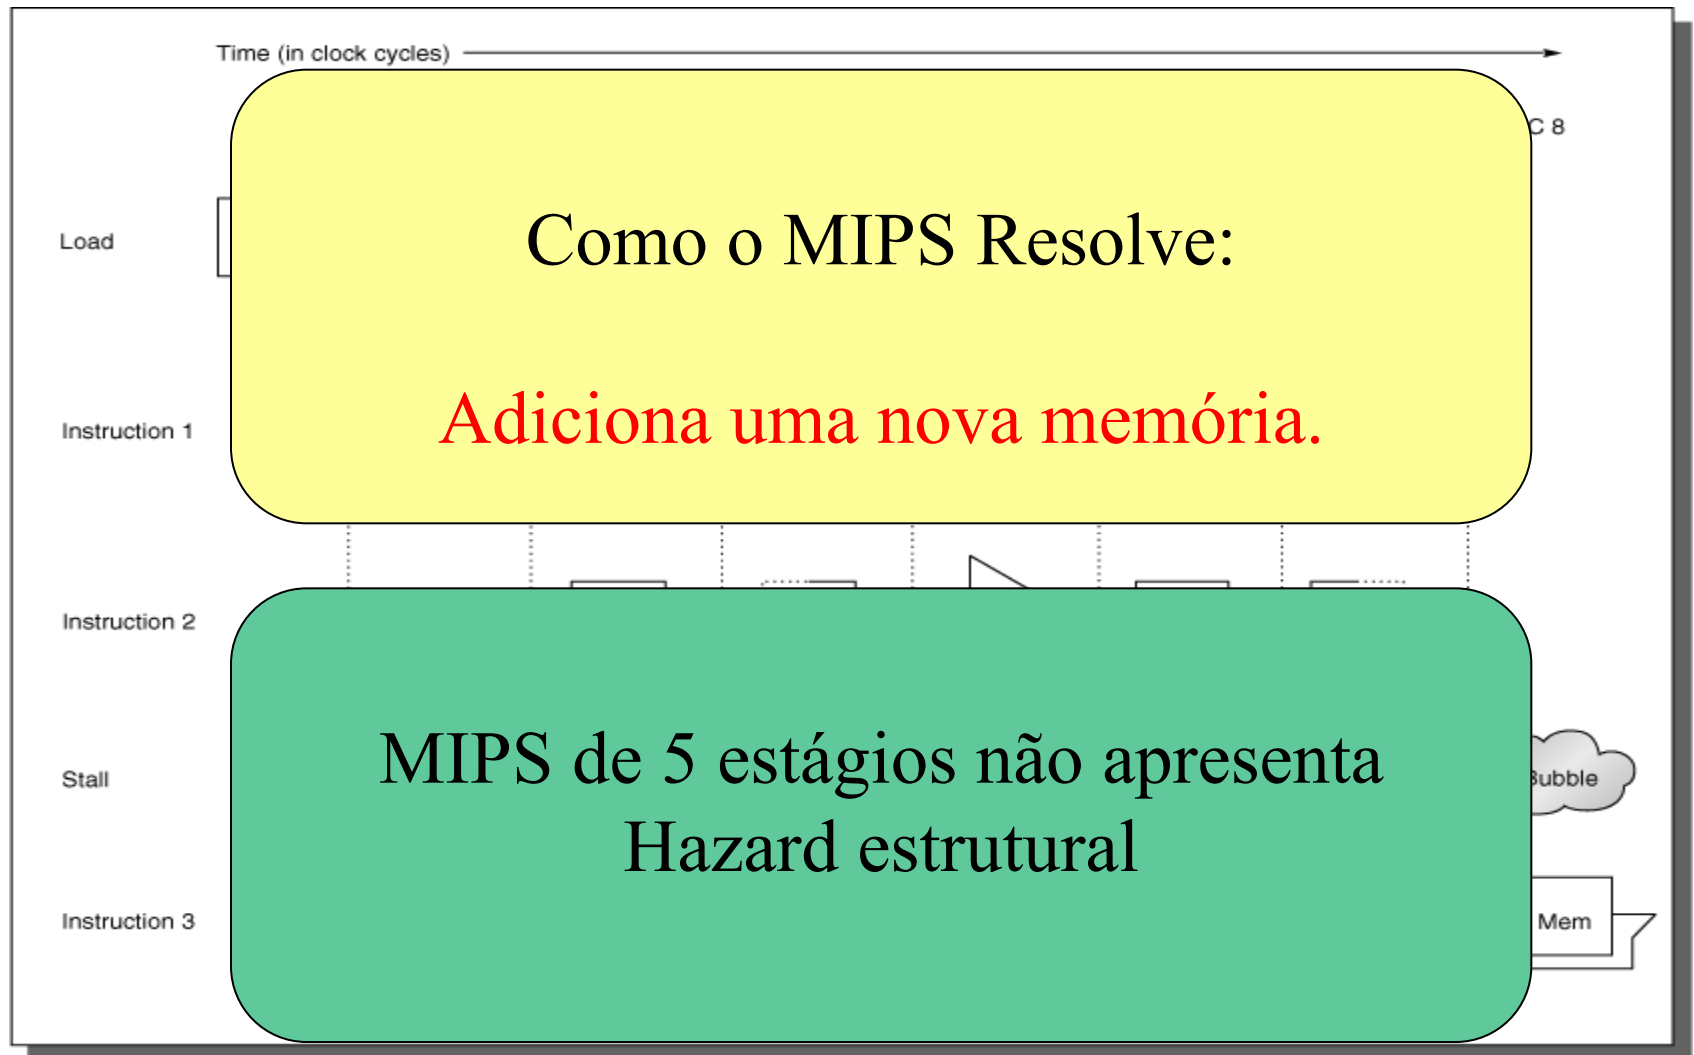 Time (in clock cycles)
C 8
Load
Como o MIPS Resolve:
Instruction 1
Adiciona uma nova memória.
Instruction 2
Stall
MIPS de 5 estágios não apresenta
Hazard estrutural
Bubble
Instruction 3
Mem